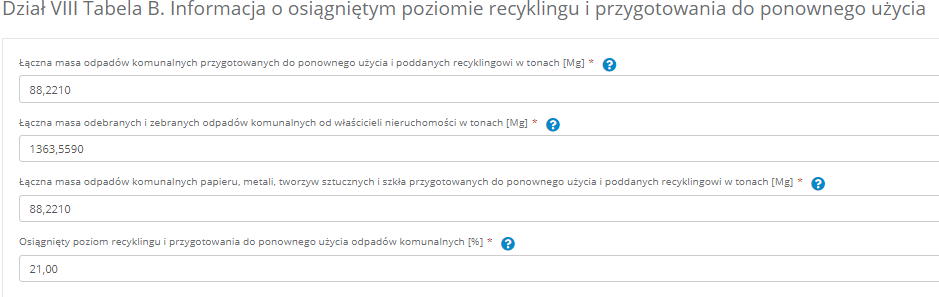 Dział VIII Tabela B. Informacja o osiągniętym poziomie recyklingu i przygotowania do ponownego użycia
Łączna masa odpadów komunalnych przygotowanych do ponownego użycia i poddanych recyklingowi w tonach [Mg] * ?
88,2210
Łączna masa odebranych i zebranych odpadów komunalnych od właścicieli nieruchomości w tonach [Mg] * ?
1363,5590
Łączna masa odpadów komunalnych papieru, metali, tworzyw sztucznych i szkła przygotowanych do ponownego użycia i poddanych recyklingowi w tonach [Mg] * ?
88,2210
Osiągnięty poziom recyklingu i przygotowania do ponownego użycia odpadów komunalnych [%] * ?
21,00